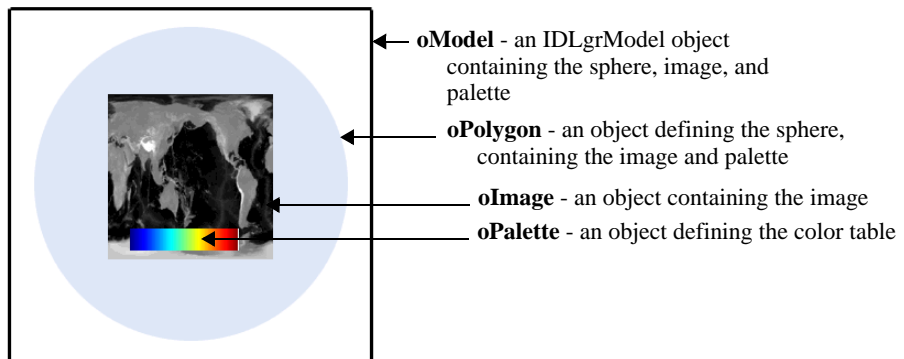 oModel - an IDLgrModel object
containing the sphere, image, and
palette
oPolygon - an object defining the sphere,
containing the image and palette
oImage - an object containing the image
oPalette - an object defining the color table